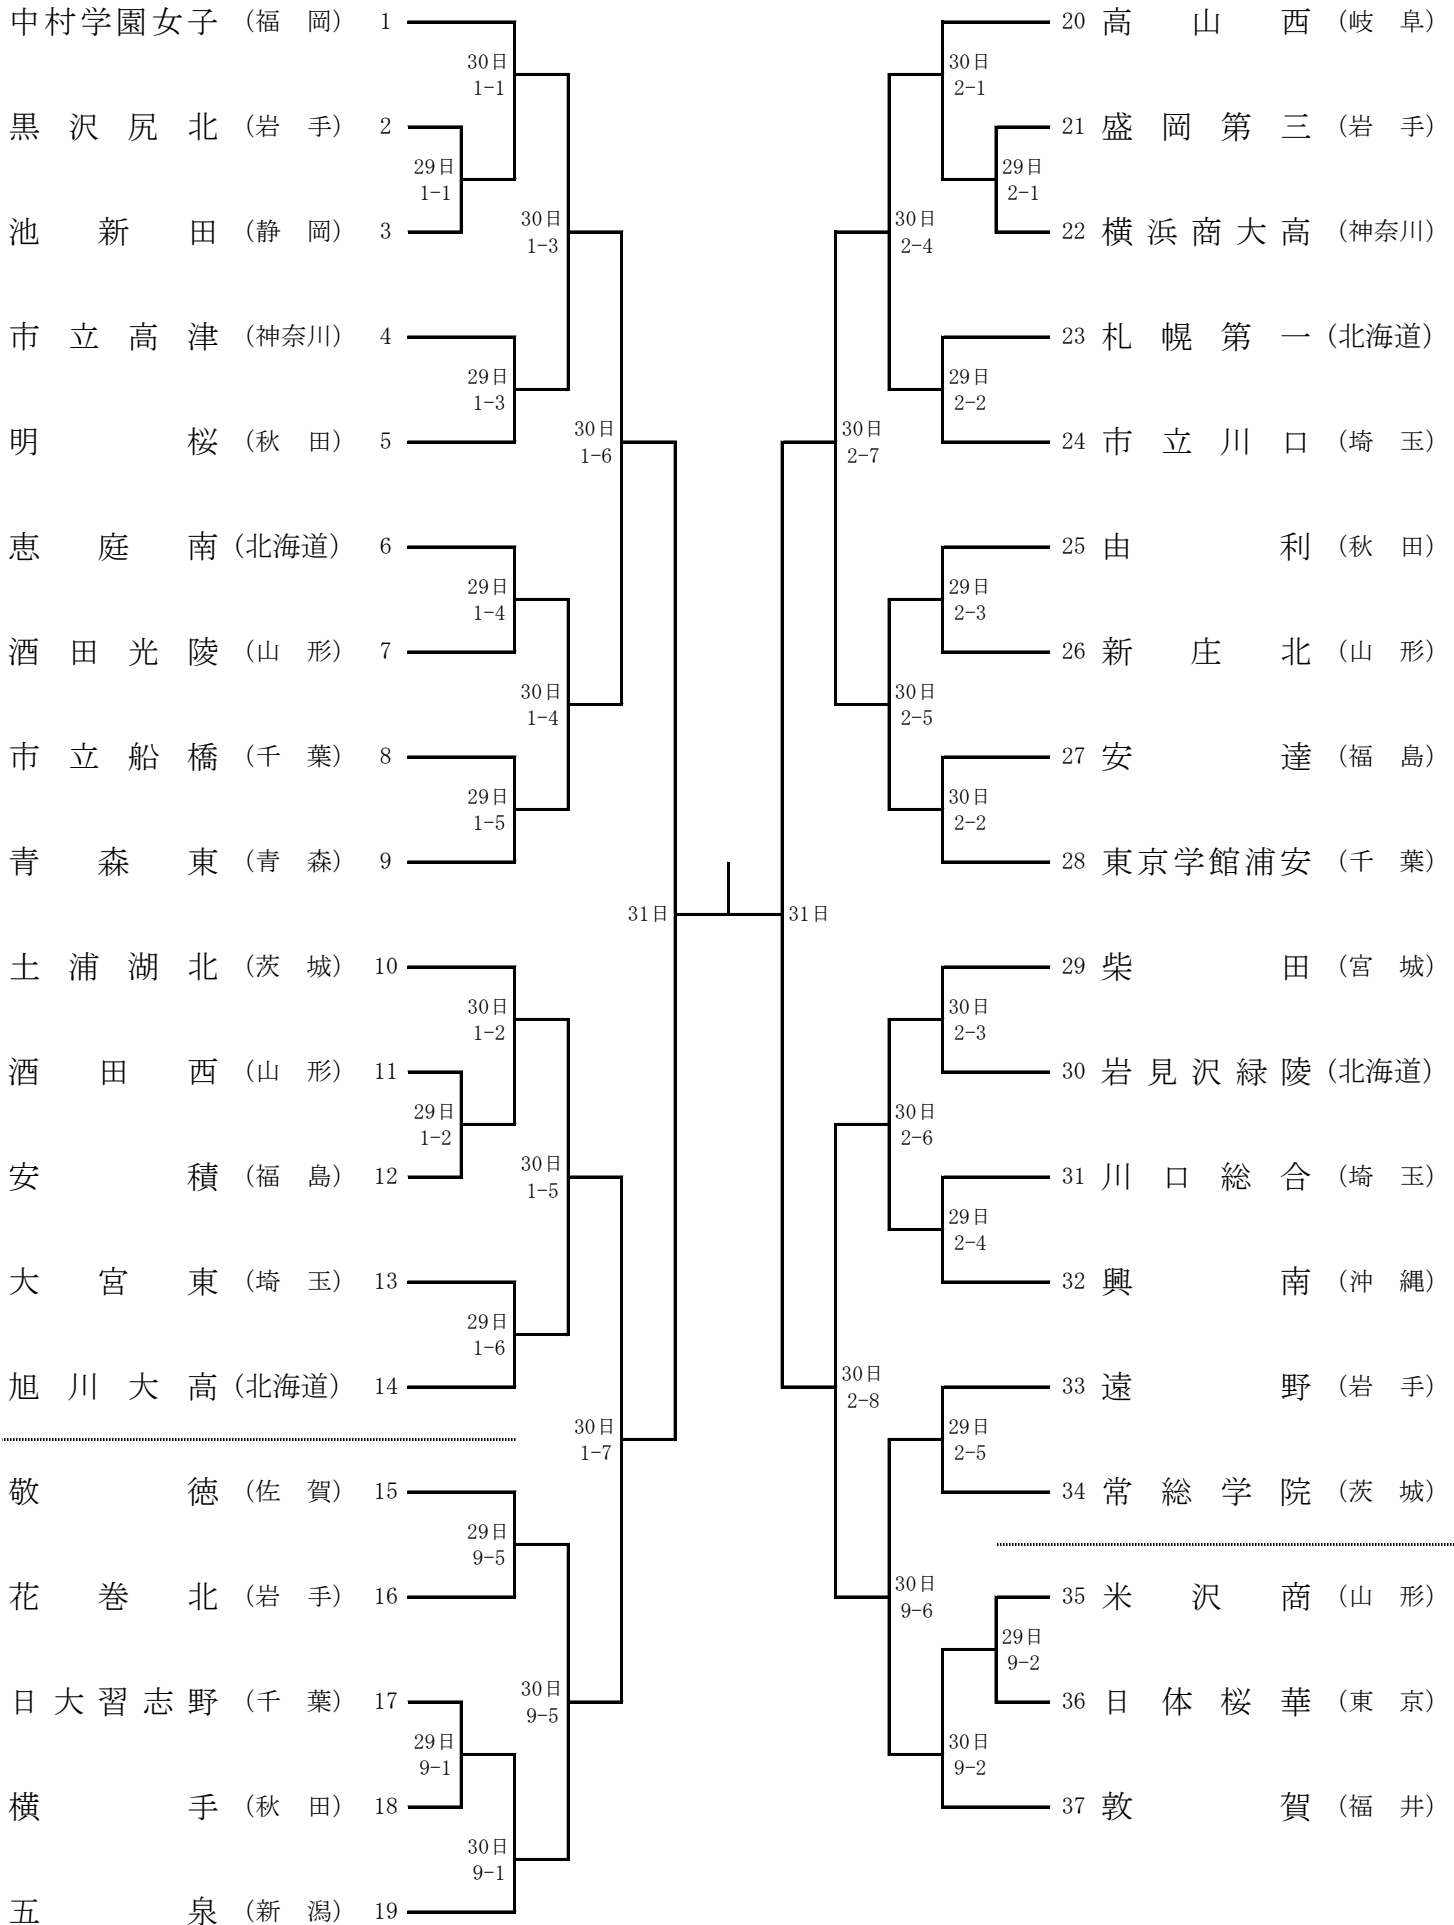 中村学園女子 （福　岡） 1
30日
1-1
黒沢尻北 （岩　手） 2
29日
1-1
池新田 （静　岡） 3
30日
1-3
市立高津 （神奈川） 4
29日
1-3
明桜 （秋　田） 5
30日
1-6
恵庭南 （北海道） 6
29日
1-4
酒田光陵 （山　形） 7
30日
1-4
市立船橋 （千　葉） 8
29日
1-5
青森東 （青　森） 9
31日
土浦湖北 （茨　城） 10
30日
1-2
酒田西 （山　形） 11
29日
1-2
安積 （福　島） 12
30日
1-5
大宮東 （埼　玉） 13
29日
1-6
旭川大高 （北海道） 14
30日
1-7
敬徳 （佐　賀） 15
29日
9-5
花巻北 （岩　手） 16
30日
9-5
日大習志野 （千　葉） 17
29日
9-1
横手 （秋　田） 18
30日
9-1
五泉 （新　潟） 19
20 高山西 （岐　阜）
30日
2-1
21 盛岡第三 （岩　手）
29日
2-1
22 横浜商大高 （神奈川）
30日
2-4
23 札幌第一 （北海道）
29日
2-2
24 市立川口 （埼　玉）
30日
2-7
25 由利 （秋　田）
29日
2-3
26 新庄北 （山　形）
30日
2-5
27 安達 （福　島）
30日
2-2
28 東京学館浦安 （千　葉）
31日
29 柴田 （宮　城）
30日
2-3
30 岩見沢緑陵 （北海道）
30日
2-6
31 川口総合 （埼　玉）
29日
2-4
32 興南 （沖　縄）
30日
2-8
33 遠野 （岩　手）
29日
2-5
34 常総学院 （茨　城）
30日
9-6
35 米沢商 （山　形）
29日
9-2
36 日体桜華 （東　京）
30日
9-2
37 敦賀 （福　井）